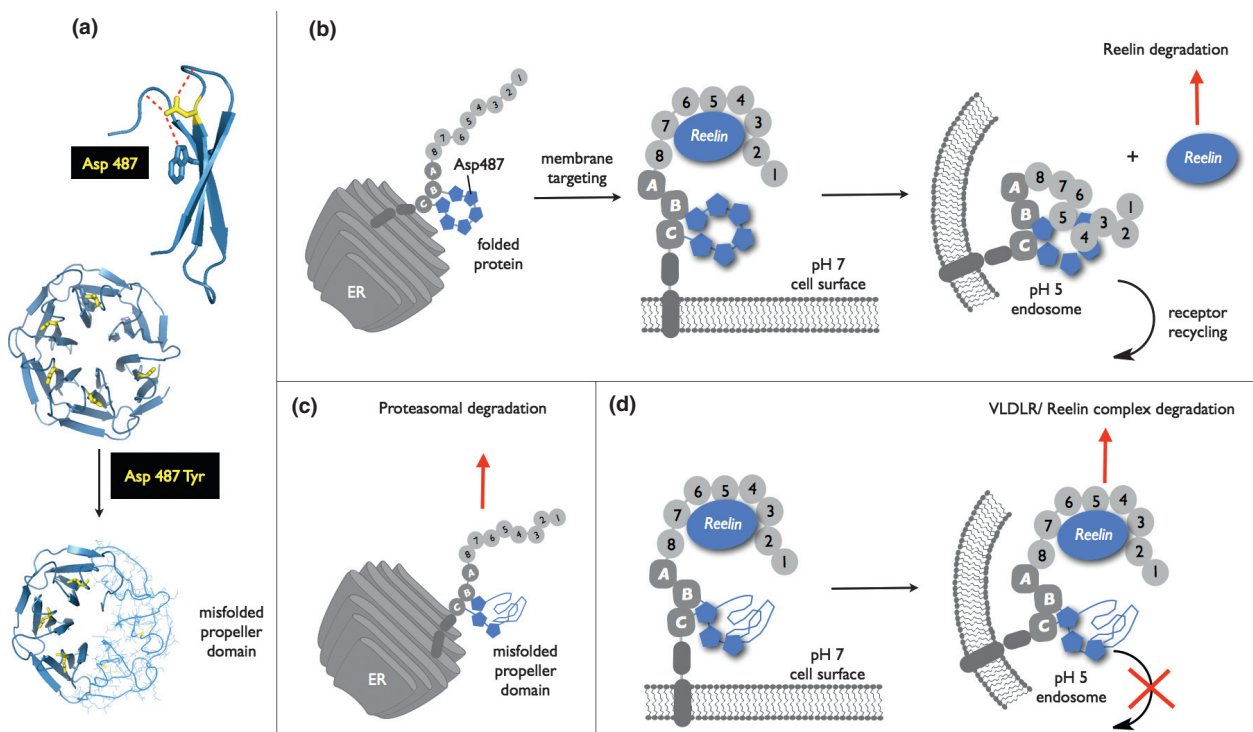 (a)
Asp 487
Asp 487 Tyr
misfolded
propeller
domain
(b)
1
2
3
4
5
6
7
8
A
B
C
Asp487
folded
protein
ER
membrane
targeting
6 5 4
7 3
8 2
1
Reelin
A
B
C
pH 7
cell surface
Reelin degradation
+
Reelin
A 8 7 6
B 5 3 1
C 4 2
pH 5
endosome
receptor
recycling
(c)
Proteasomal degradation
1
2
3
4
5
6
7
8
A
B
C
misfolded
propeller
domain
ER
(d)
6 5 4
7 3
8 2
1
Reelin
A
B
C
pH 7
cell surface
VLDLR/ Reelin complex degradation
6 5 4
7 3
8 2
1
Reelin
A
B
C
pH 5
endosome